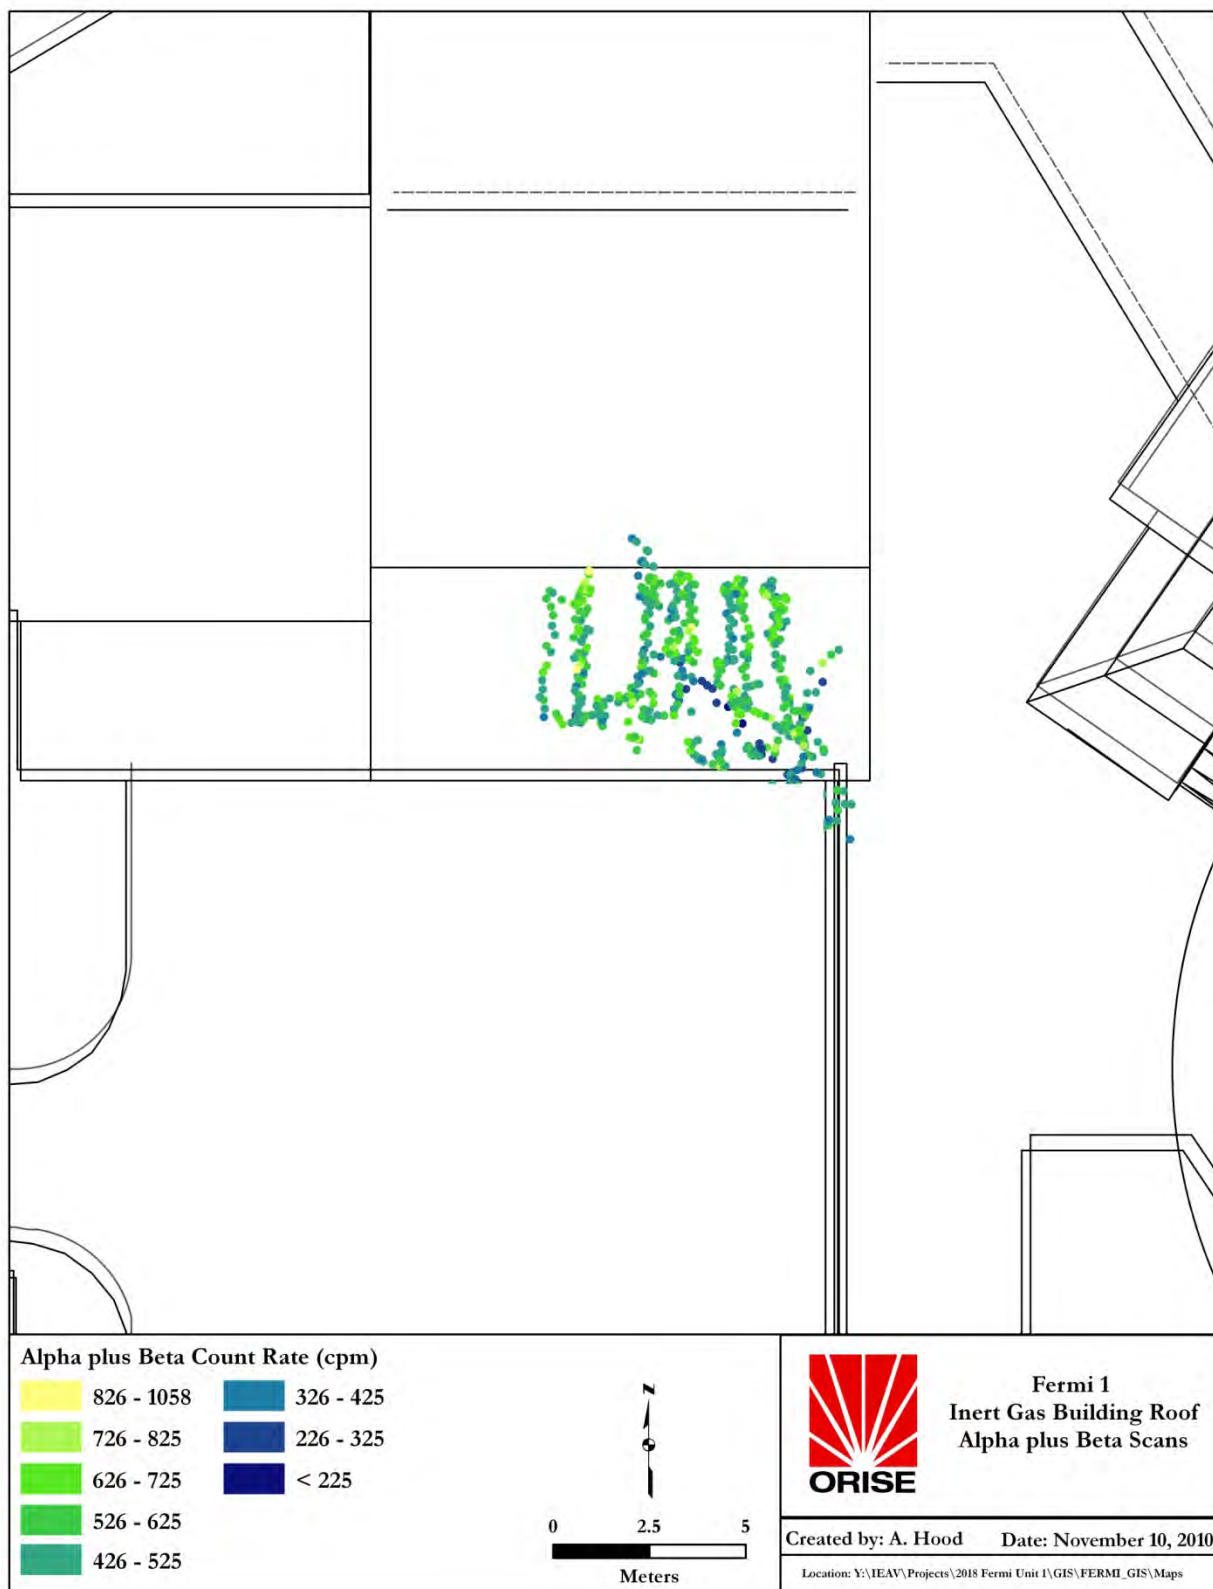 Alpha plus Beta Count Rate (cpm)
826 - 1058
726 - 825
626 - 725
526 - 625
426 - 525
326 - 425
226 - 325
< 225
N
0 2.5 5
Meters
ORISE
Fermi 1
Inert Gas Building Roof
Alpha plus Beta Scans
Created by: A. Hood Date: November 10, 2010
Location: Y:\IEAV\Projects\2018 Fermi Unit 1\GIS\FERMI_GIS\Maps